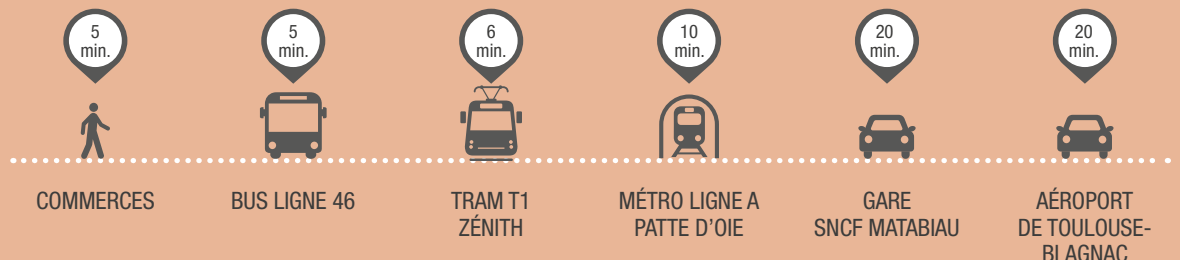 5
min.
5
min.
6
min.
10
min.
20
min.
20
min.
COMMERCES
BUS LIGNE 46
TRAM T1
ZÉNITH
MÉTRO LIGNE A
PATTE D'OIE
GARE
SNCF MATABIAU
AÉROPORT
DE TOULOUSE-
BLAGNAC